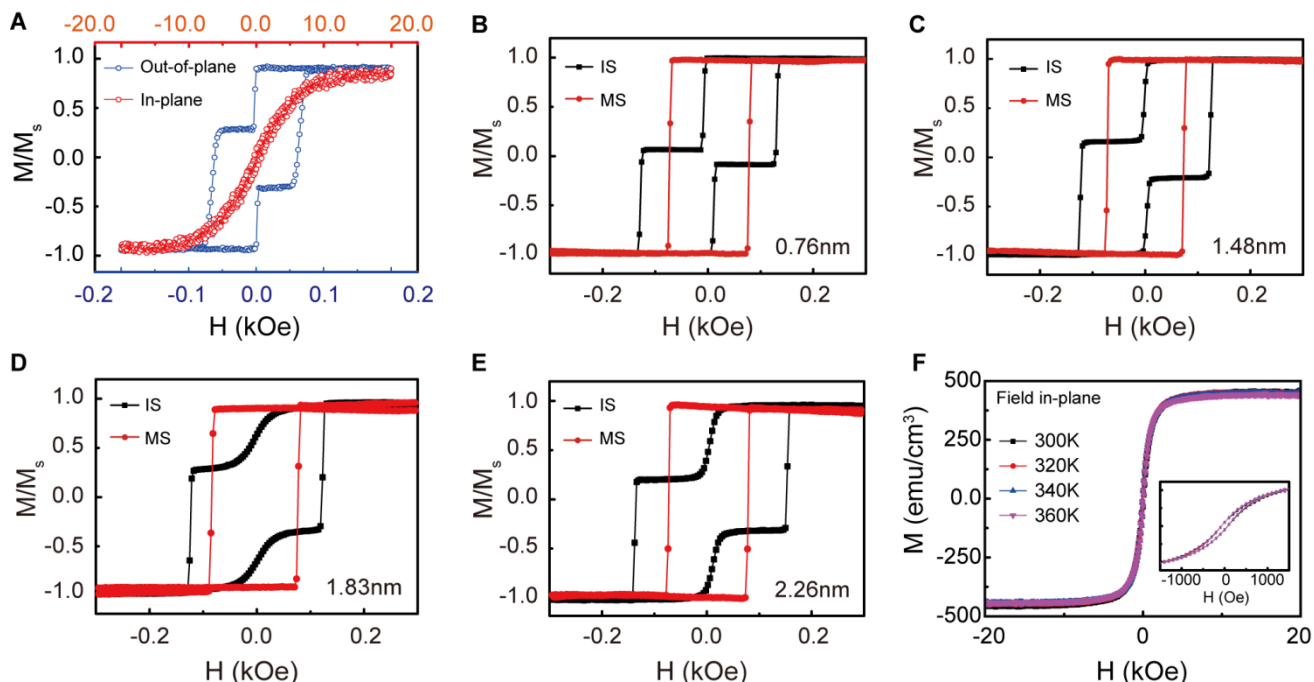 A
-20.0 -10.0 0.0 10.0 20.0
1.0
0.5
0.0
-0.5
-1.0
M/Ms
Out-of-plane
In-plane
-0.2 -0.1 0.0 0.1 0.2
H (kOe)
B
1.0
0.5
0.0
-0.5
-1.0
M/Ms
IS
MS
0.76nm
-0.2 0.0 0.2
H (kOe)
C
1.0
0.5
0.0
-0.5
-1.0
M/Ms
IS
MS
1.48nm
-0.2 0.0 0.2
H (kOe)
D
1.0
0.5
0.0
-0.5
-1.0
M/Ms
IS
MS
1.83nm
-0.2 0.0 0.2
H (kOe)
E
1.0
0.5
0.0
-0.5
-1.0
M/Ms
IS
MS
2.26nm
-0.2 0.0 0.2
H (kOe)
F
500
250
0.0
-250
-500
M (emu/cm³)
Field in-plane
300K
320K
340K
360K
-10000 0 10000
H (Oe)
-20 0 20
H (kOe)